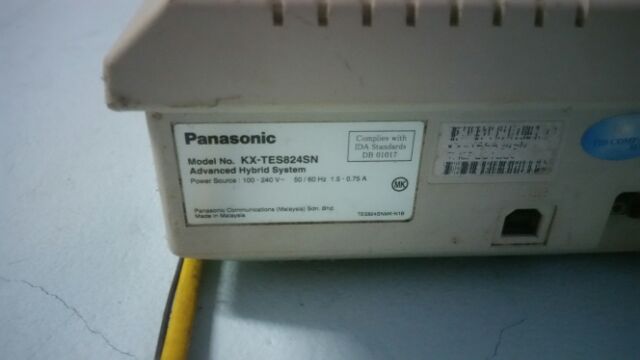 Panasonic
Model No. KX-TES824SN
Advanced Hybrid System
Power Source : 100 - 240 V~ 50 / 60 Hz 1.5 - 0.75 A
Panasonic Communications (Malaysia) Sdn. Bhd.
Made in Malaysia
Complies with
IDA Standards
DB 01017
MK